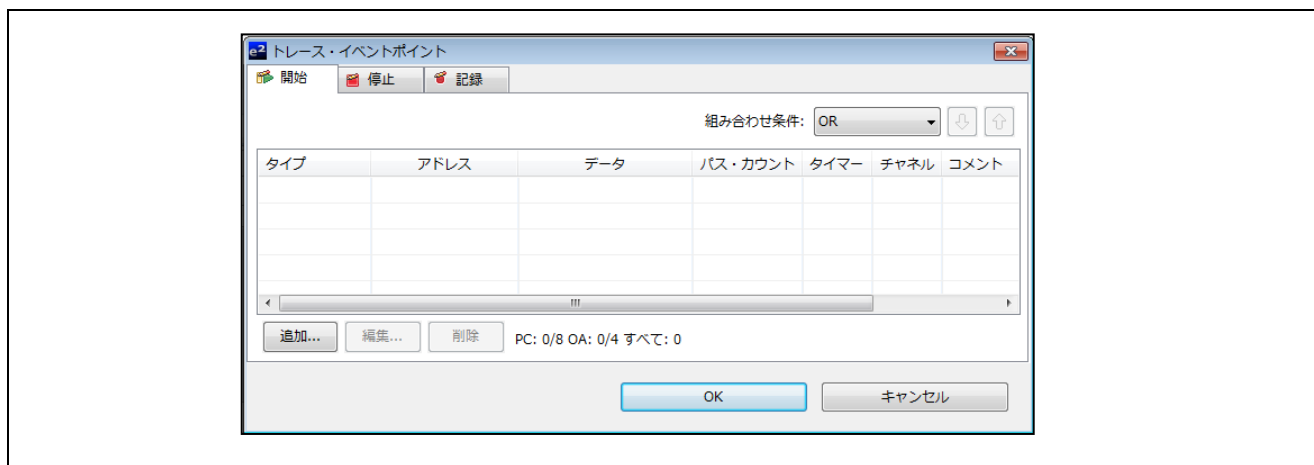 e² トレース・イベントポイント
開始 停止 記録
組み合わせ条件: OR
タイプ アドレス データ パス・カウント タイマー チャネル コメント
追加... 編集... 削除 PC: 0/8 OA: 0/4 すべて: 0
OK キャンセル